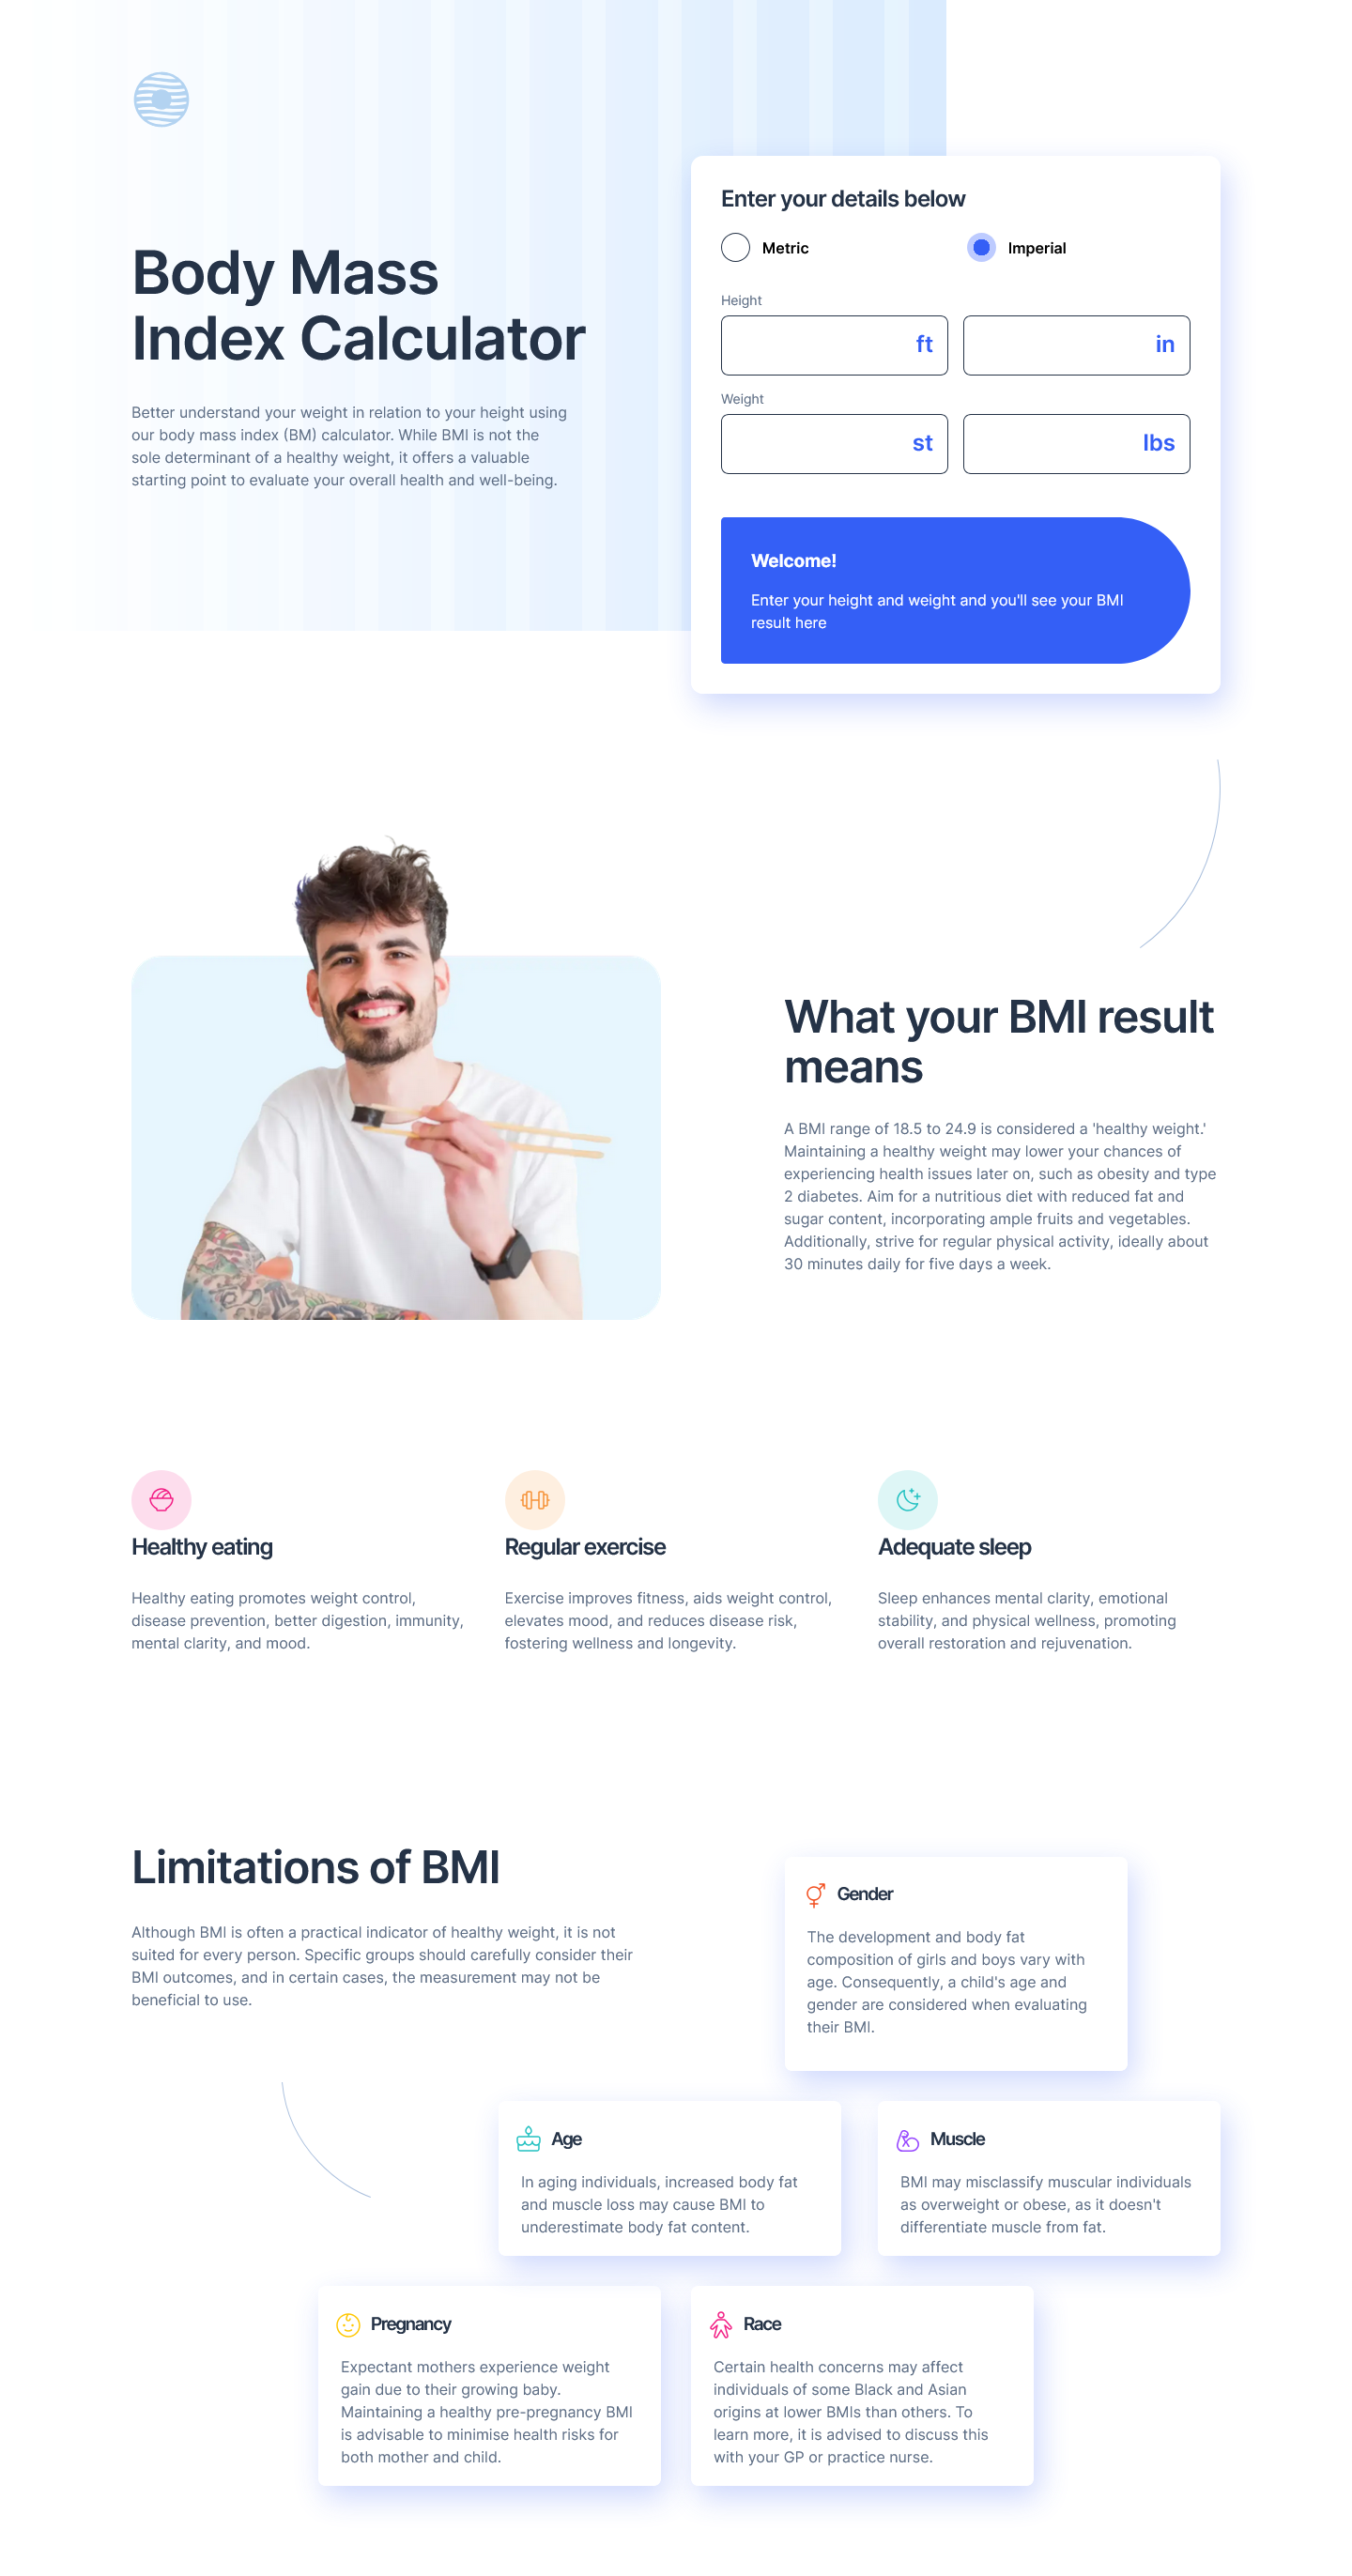 Body Mass
Index Calculator
Better understand your weight in relation to your height using
our body mass index (BM) calculator. While BMI is not the
sole determinant of a healthy weight, it offers a valuable
starting point to evaluate your overall health and well-being.
Enter your details below
Metric
Imperial
Height
ft
in
Weight
st
lbs
Welcome!
Enter your height and weight and you'll see your BMI
result here
What your BMI result
means
A BMI range of 18.5 to 24.9 is considered a 'healthy weight.'
Maintaining a healthy weight may lower your chances of
experiencing health issues later on, such as obesity and type
2 diabetes. Aim for a nutritious diet with reduced fat and
sugar content, incorporating ample fruits and vegetables.
Additionally, strive for regular physical activity, ideally about
30 minutes daily for five days a week.
Healthy eating
Healthy eating promotes weight control,
disease prevention, better digestion, immunity,
mental clarity, and mood.
Regular exercise
Exercise improves fitness, aids weight control,
elevates mood, and reduces disease risk,
fostering wellness and longevity.
Adequate sleep
Sleep enhances mental clarity, emotional
stability, and physical wellness, promoting
overall restoration and rejuvenation.
Limitations of BMI
Although BMI is often a practical indicator of healthy weight, it is not
suited for every person. Specific groups should carefully consider their
BMI outcomes, and in certain cases, the measurement may not be
beneficial to use.
Gender
The development and body fat
composition of girls and boys vary with
age. Consequently, a child's age and
gender are considered when evaluating
their BMI.
Age
In aging individuals, increased body fat
and muscle loss may cause BMI to
underestimate body fat content.
Muscle
BMI may misclassify muscular individuals
as overweight or obese, as it doesn't
differentiate muscle from fat.
Pregnancy
Expectant mothers experience weight
gain due to their growing baby.
Maintaining a healthy pre-pregnancy BMI
is advisable to minimise health risks for
both mother and child.
Race
Certain health concerns may affect
individuals of some Black and Asian
origins at lower BMIs than others. To
learn more, it is advised to discuss this
with your GP or practice nurse.